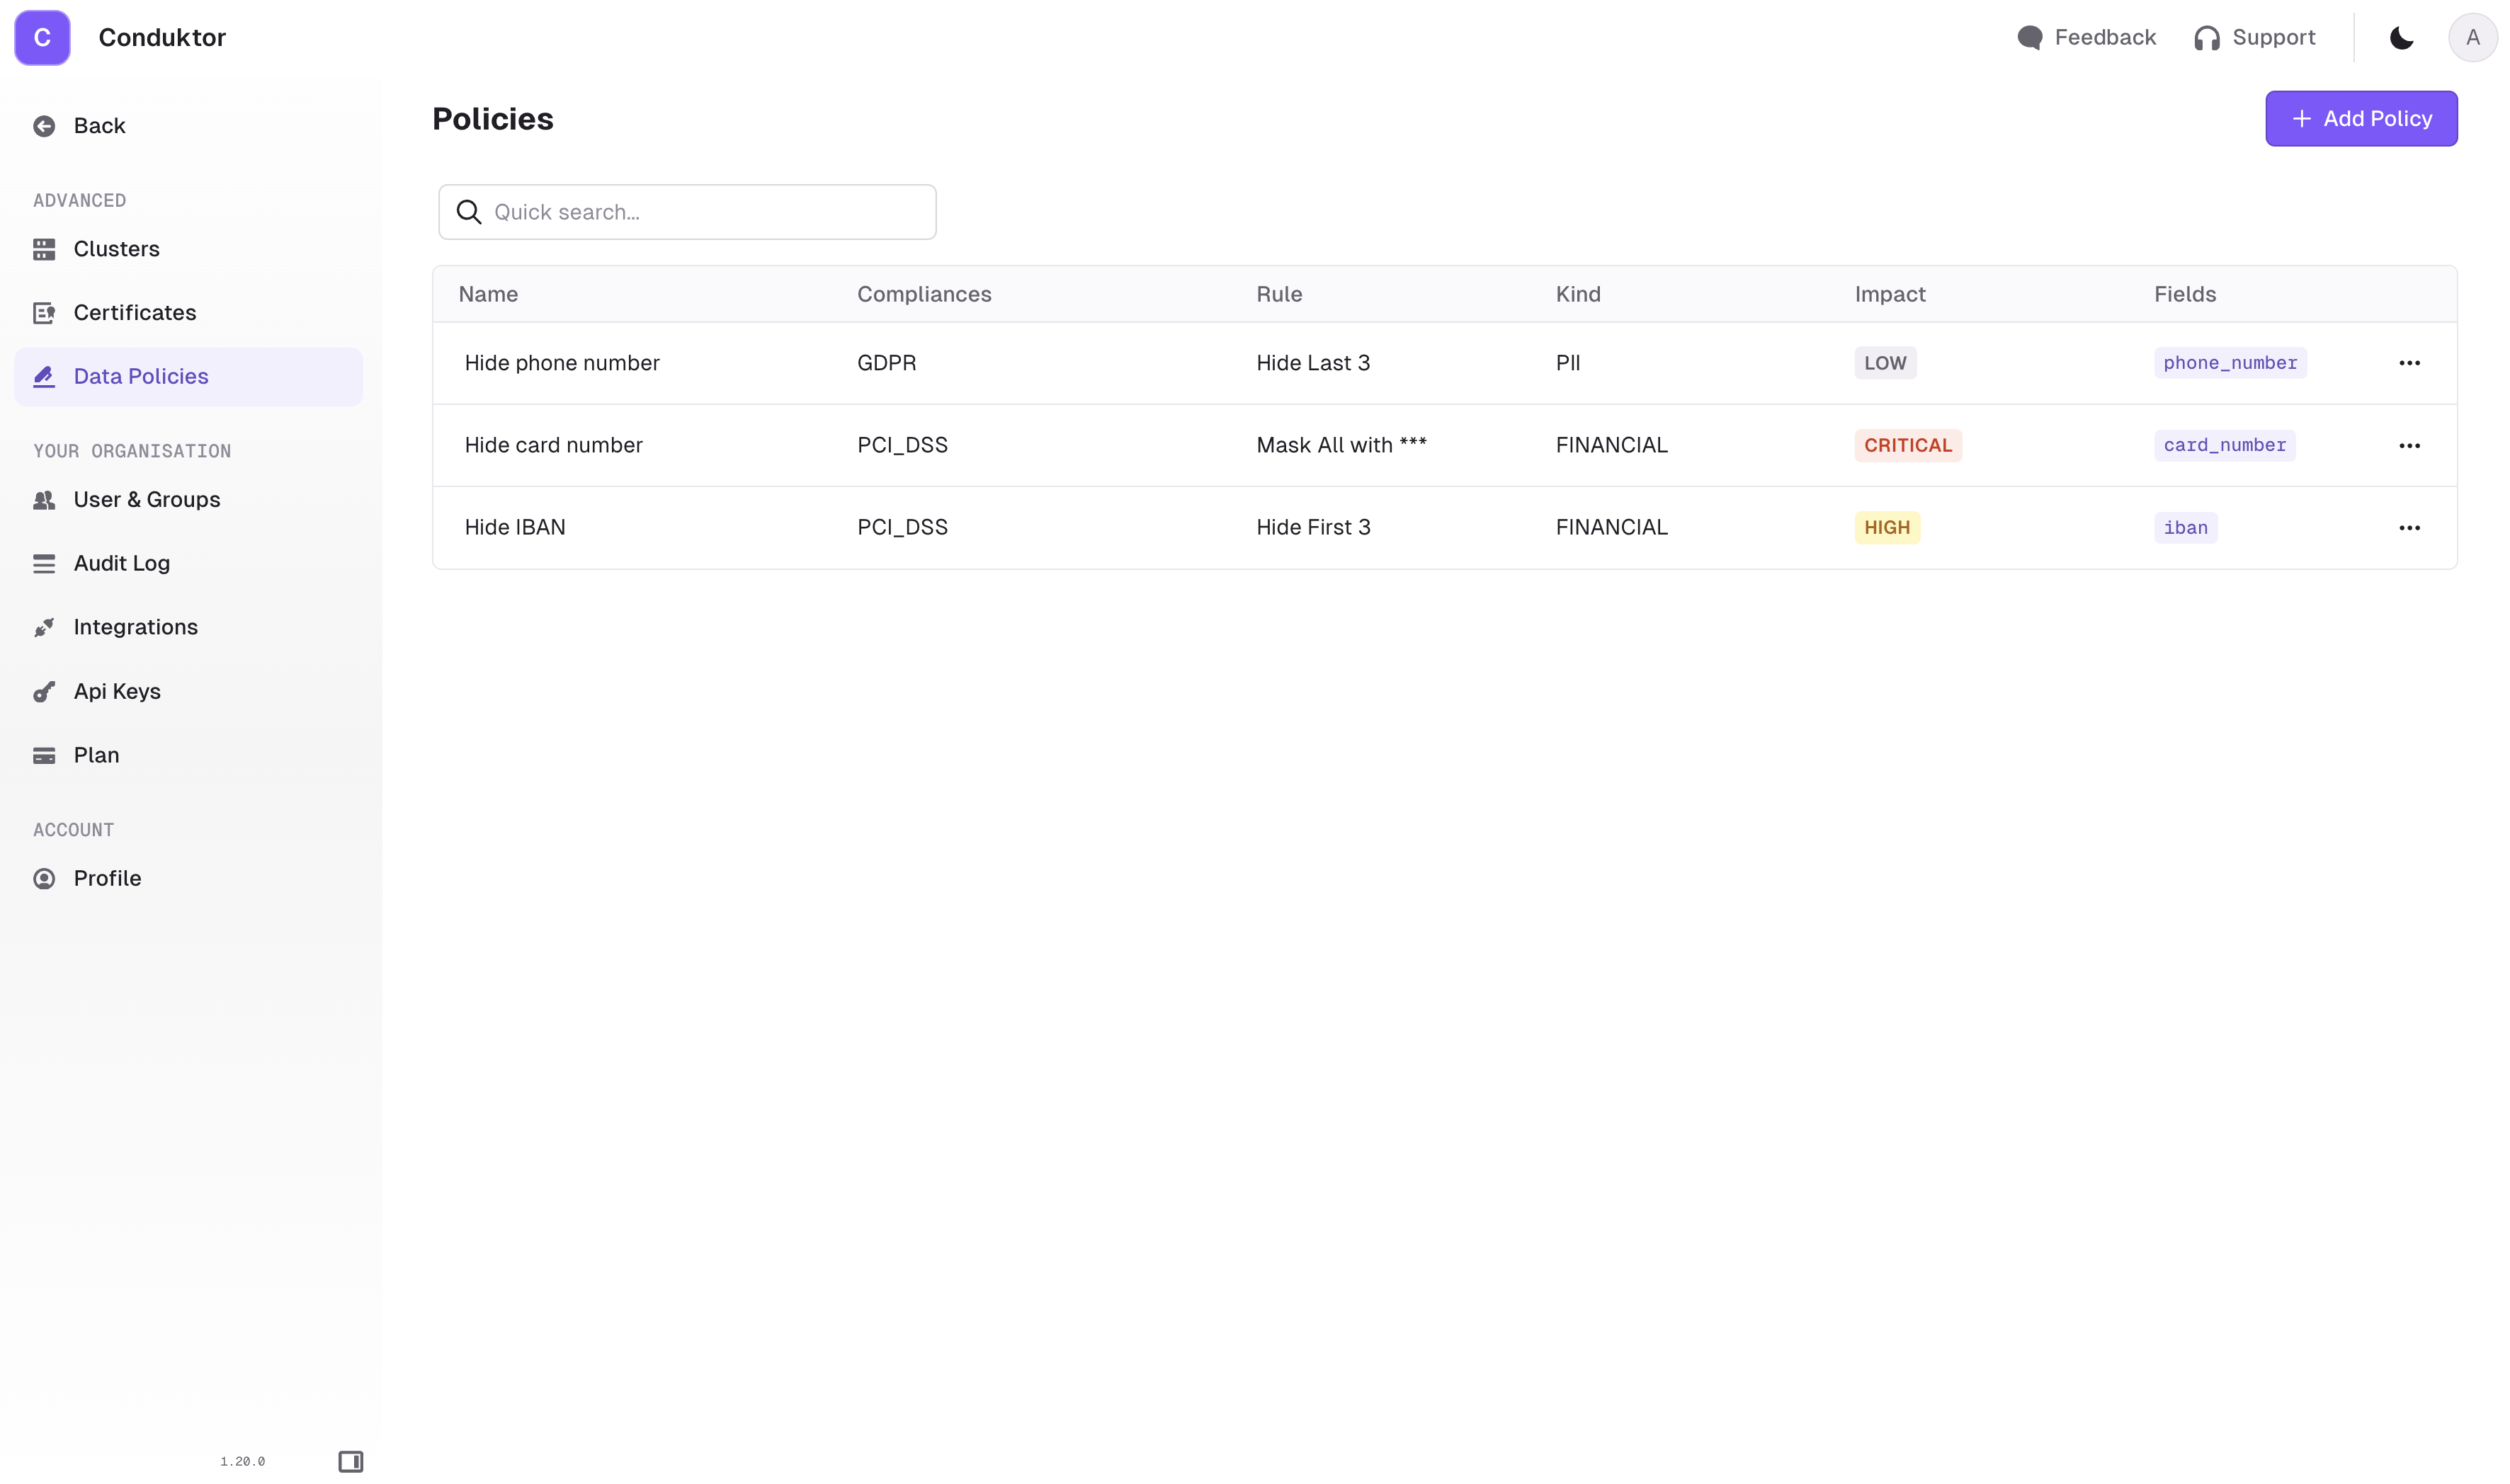 C
Conduktor
Feedback
Support
A
Back
ADVANCED
Clusters
Certificates
Data Policies
YOUR ORGANISATION
User & Groups
Audit Log
Integrations
Api Keys
Plan
ACCOUNT
Profile
1.20.0
Policies
+ Add Policy
Quick search...
Name Compliances Rule Kind Impact Fields
Hide phone number GDPR Hide Last 3 PII LOW phone_number
Hide card number PCI_DSS Mask All with *** FINANCIAL CRITICAL card_number
Hide IBAN PCI_DSS Hide First 3 FINANCIAL HIGH iban